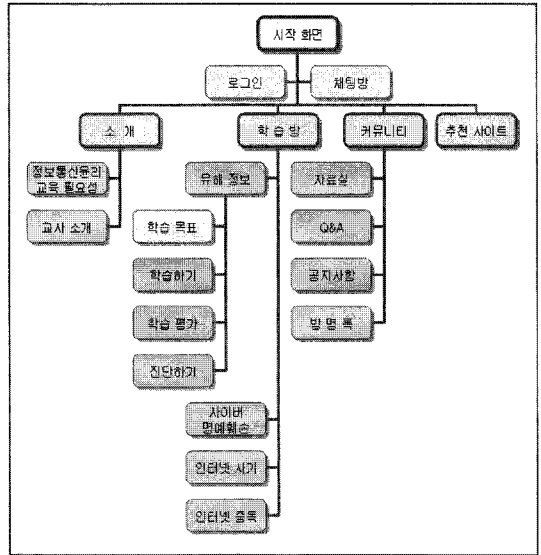 시작 화면
로그인
채팅방
소 개
학 습 방
커뮤니티
추천 사이트
정보통신윤리
교육 필요성
교사 소개
유해 정보
학습 목표
학습하기
학습 평가
진단하기
사이버
명예훼손
인터넷 사기
인터넷 중독
자료실
Q&A
공지사항
방 명 록